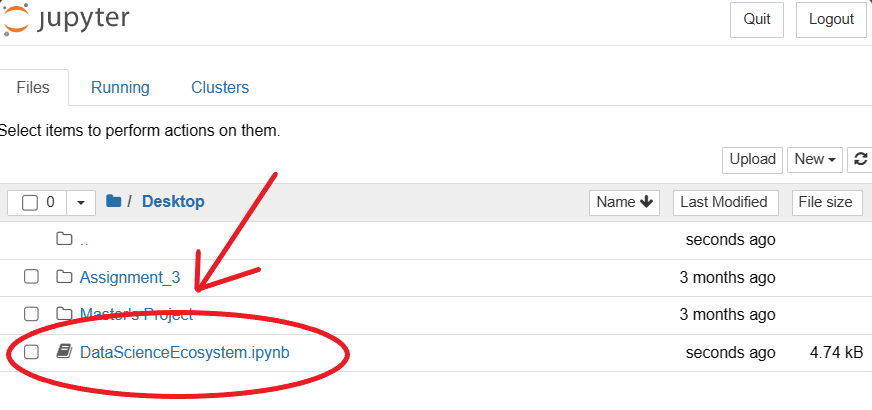 jupyter Quit Logout
Files Running Clusters
Select items to perform actions on them.
Upload New
0 / Desktop Name Last Modified File size
.. seconds ago
Assignment_3 3 months ago
Master's Project 3 months ago
DataScienceEcosystem.ipynb seconds ago 4.74 kB